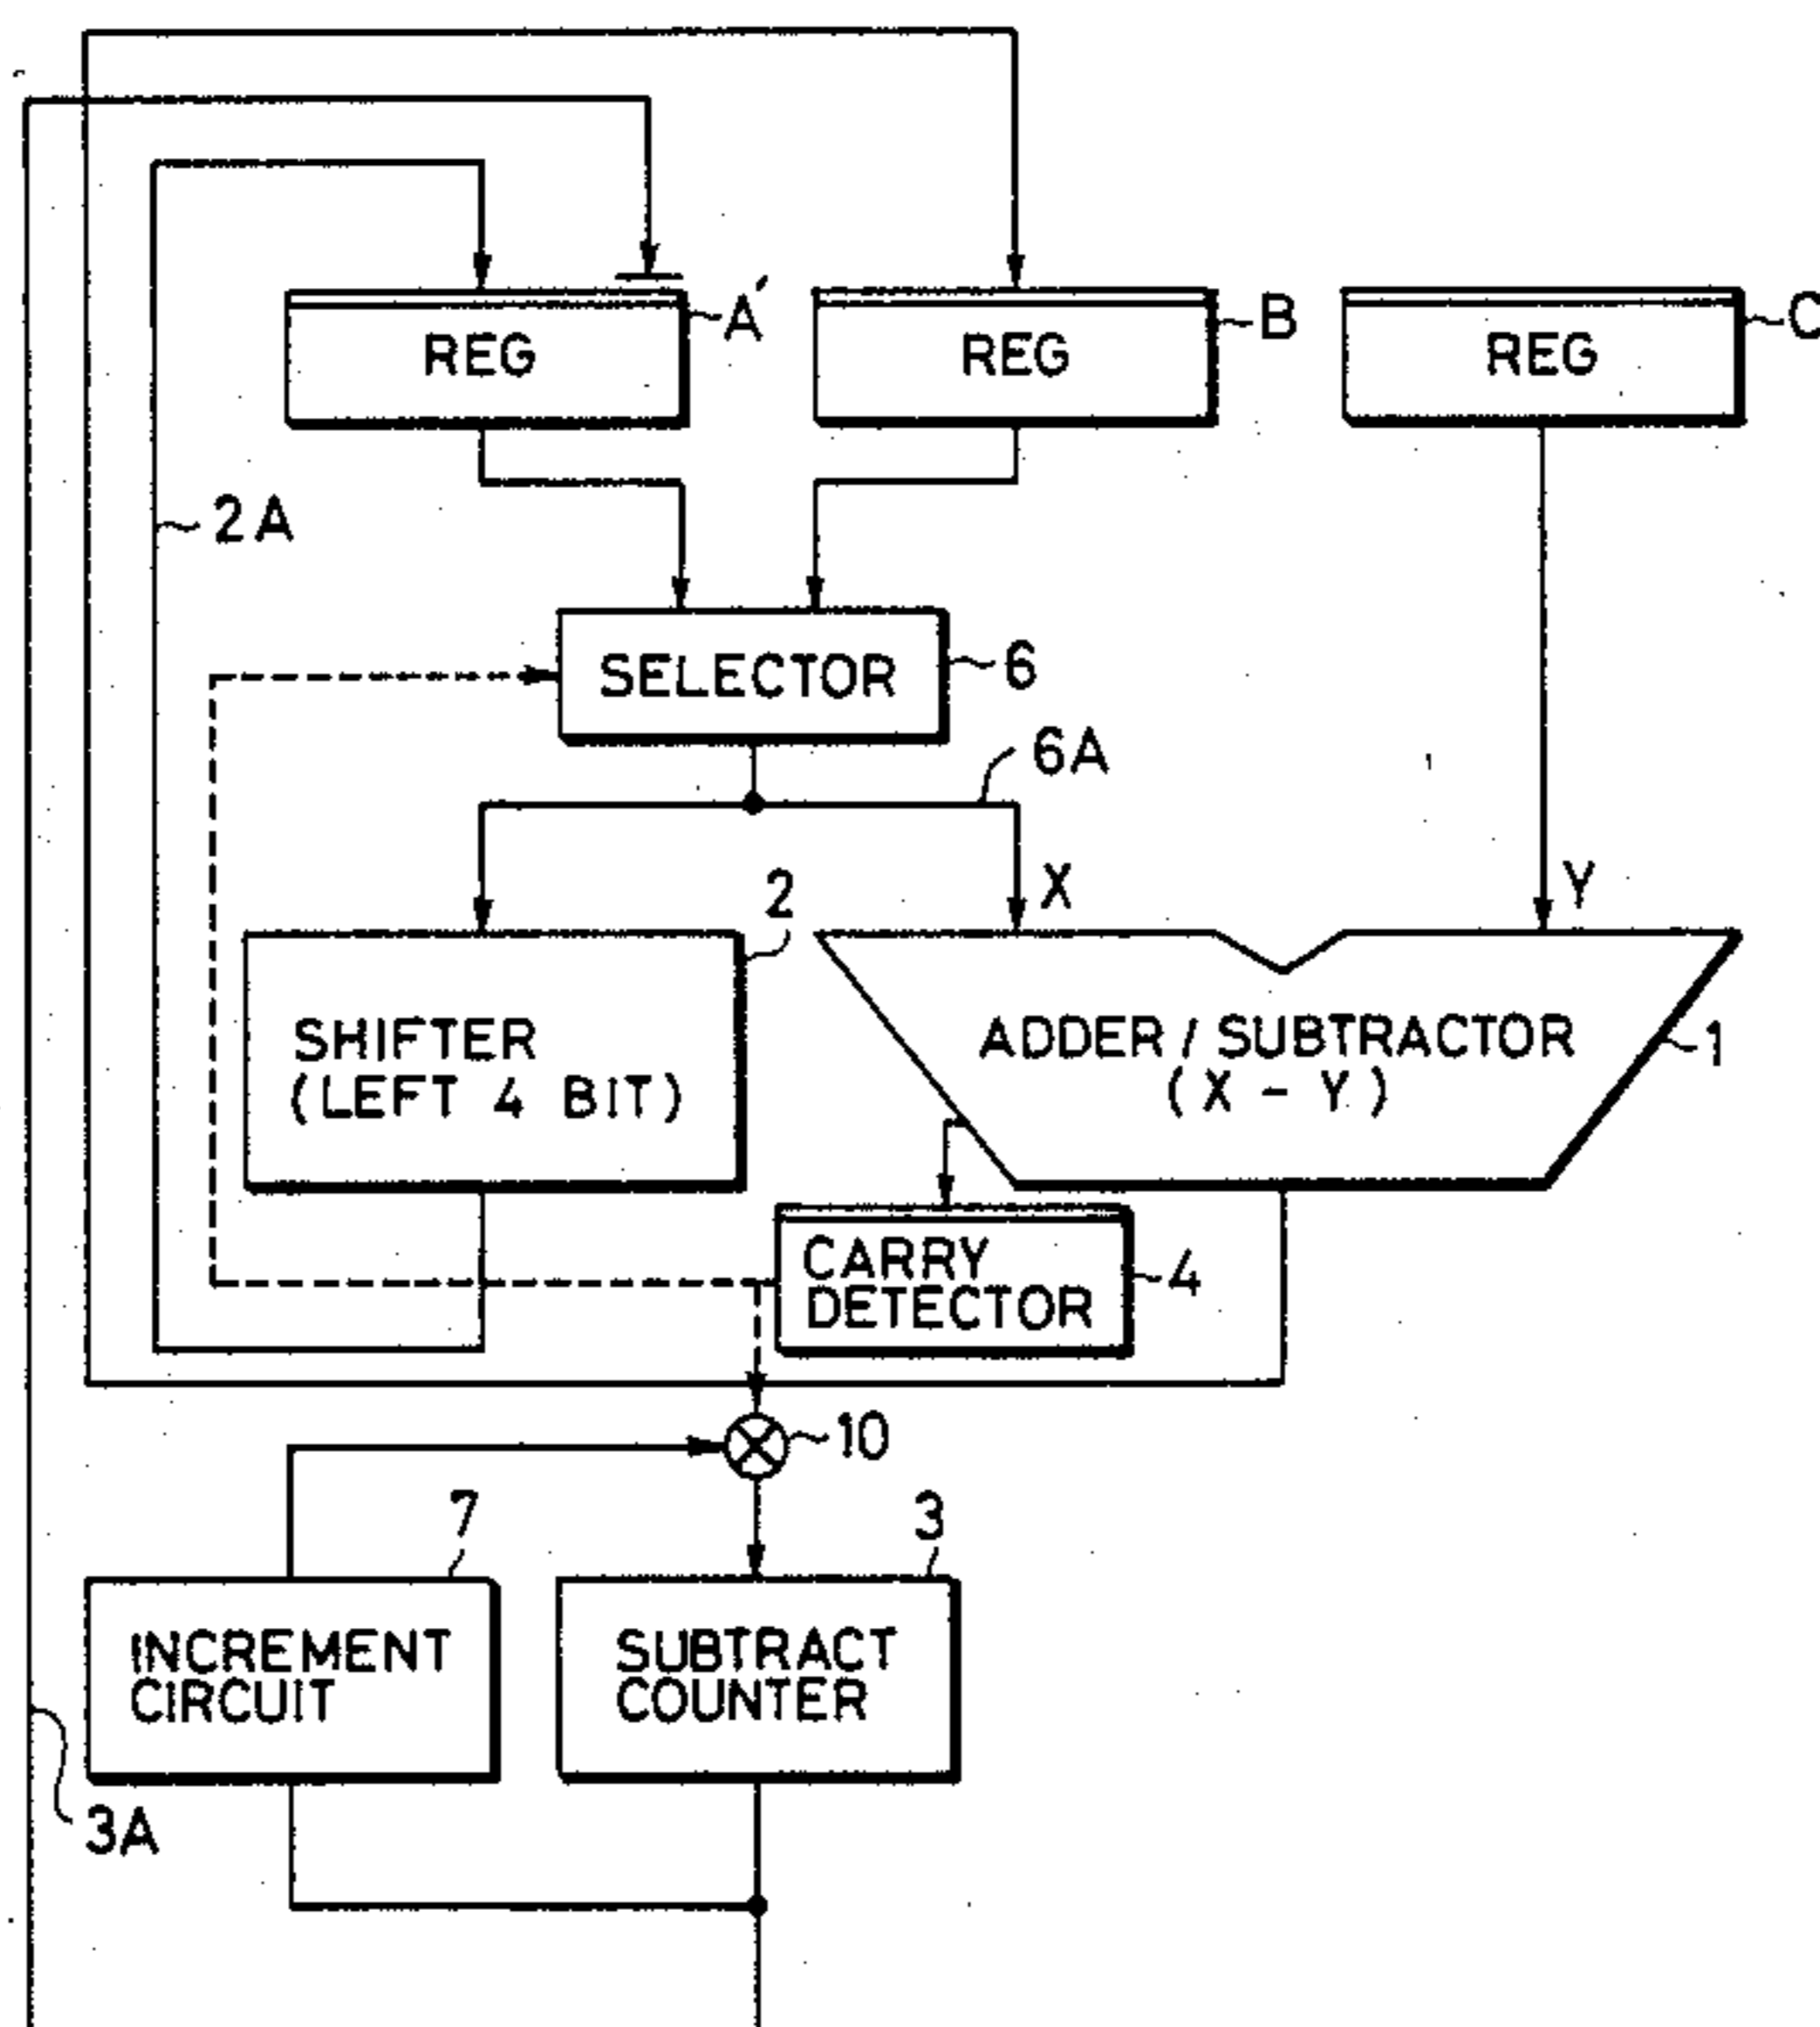 A'
REG
B
REG
C
REG
2A
SELECTOR
6
6A
2
X
Y
SHIFTER
(LEFT 4 BIT)
ADDER / SUBTRACTOR
( X - Y )
1
CARRY
DETECTOR
4
10
7
3
INCREMENT
CIRCUIT
SUBTRACT
COUNTER
3A